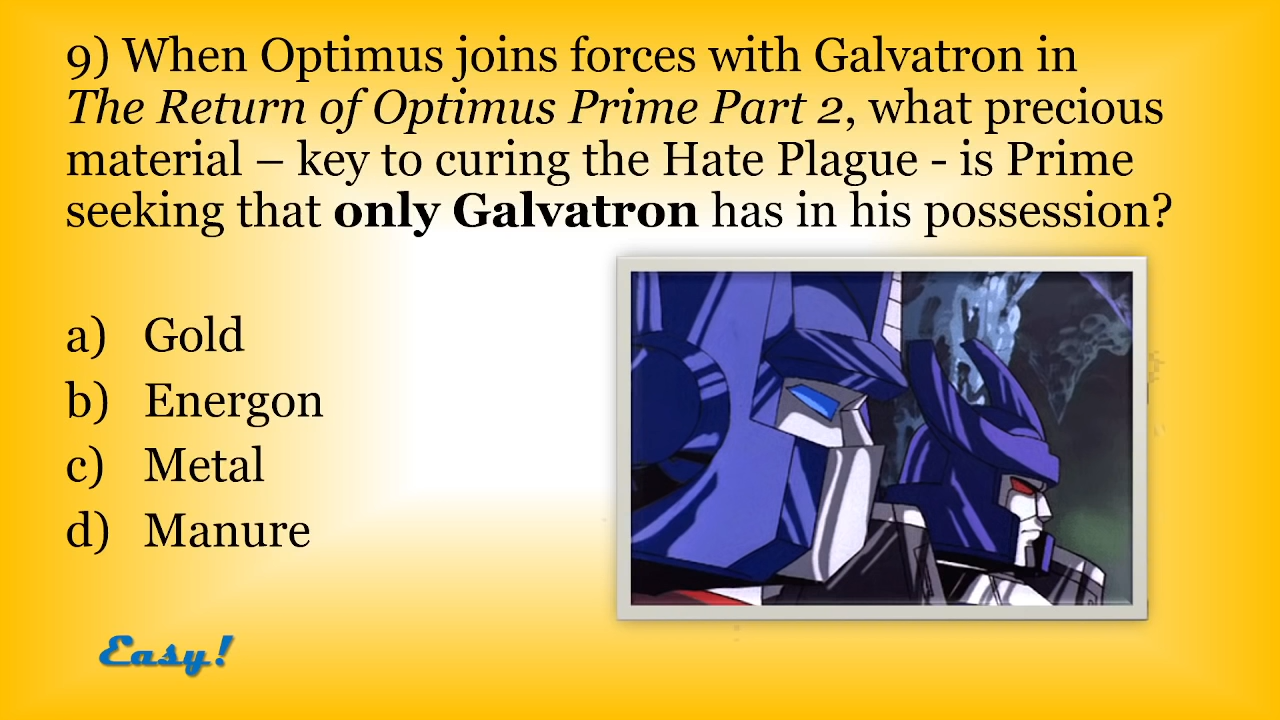 9) When Optimus joins forces with Galvatron in
The Return of Optimus Prime Part 2, what precious
material – key to curing the Hate Plague - is Prime
seeking that only Galvatron has in his possession?
a) Gold
b) Energon
c) Metal
d) Manure
Easy!